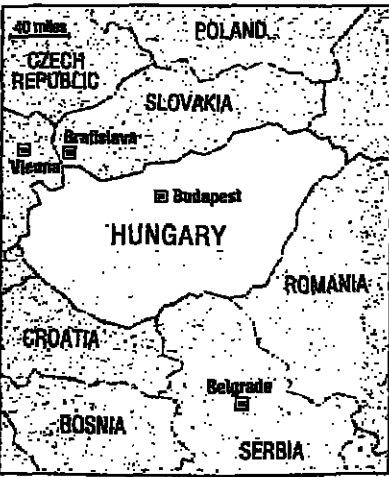 40 miles
POLAND
CZECH
REPUBLIC
SLOVAKIA
Bratislava
Vienna
Budapest
HUNGARY
ROMANIA
CROATIA
Belgrade
BOSNIA
SERBIA